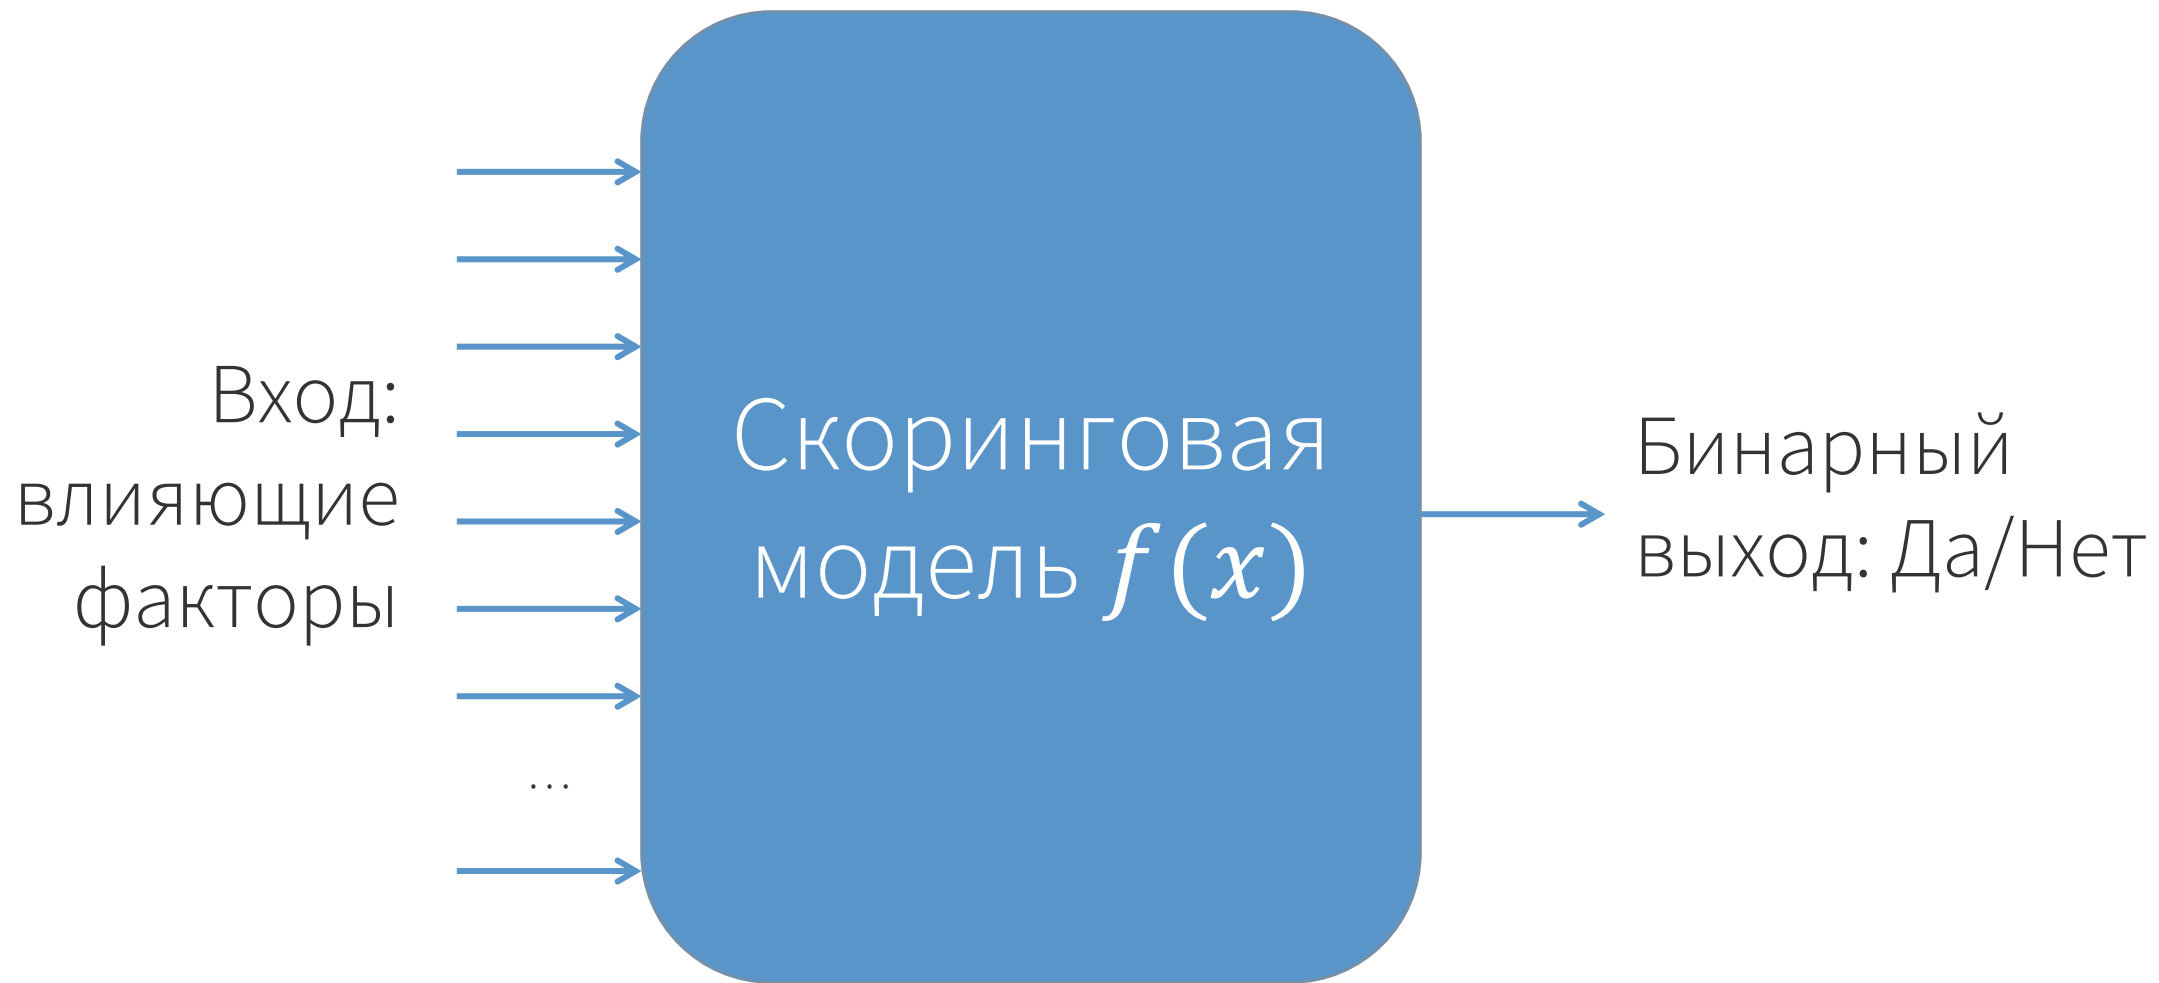 Вход:
влияющие
факторы
...
Скоринговая
модель f(x)
Бинарный
выход: Да/Нет